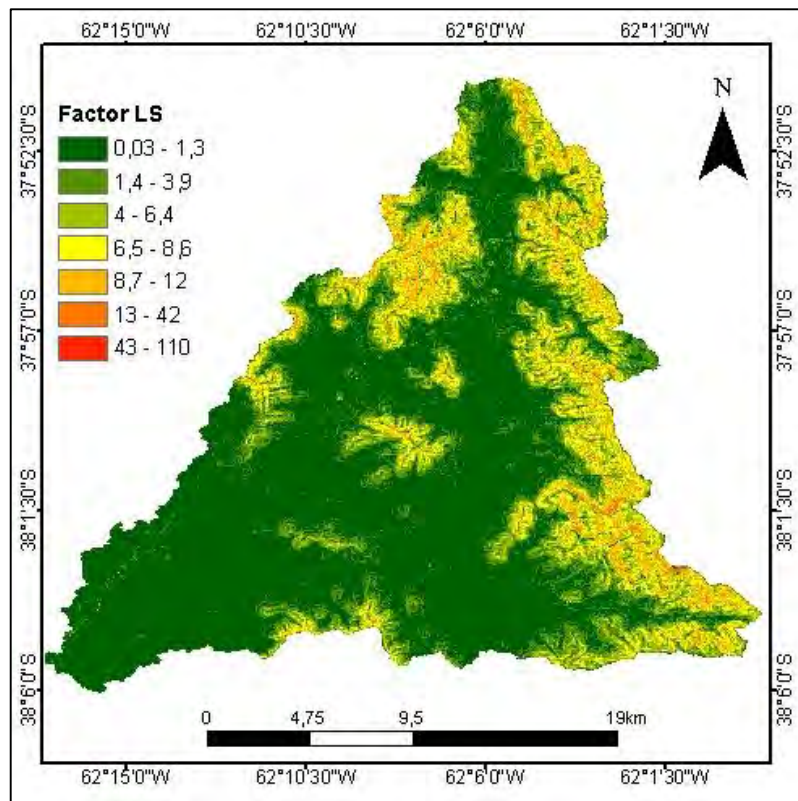 62°15'0"W 62°10'30"W 62°6'0"W 62°1'30"W
N
Factor LS
0,03 - 1,3
1,4 - 3,9
4 - 6,4
6,5 - 8,6
8,7 - 12
13 - 42
43 - 110
37°52'30"S
37°57'0"S
38°1'30"S
38°6'0"S
37°52'30"S
37°57'0"S
38°1'30"S
38°6'0"S
0 4,75 9,5 19km
62°15'0"W 62°10'30"W 62°6'0"W 62°1'30"W